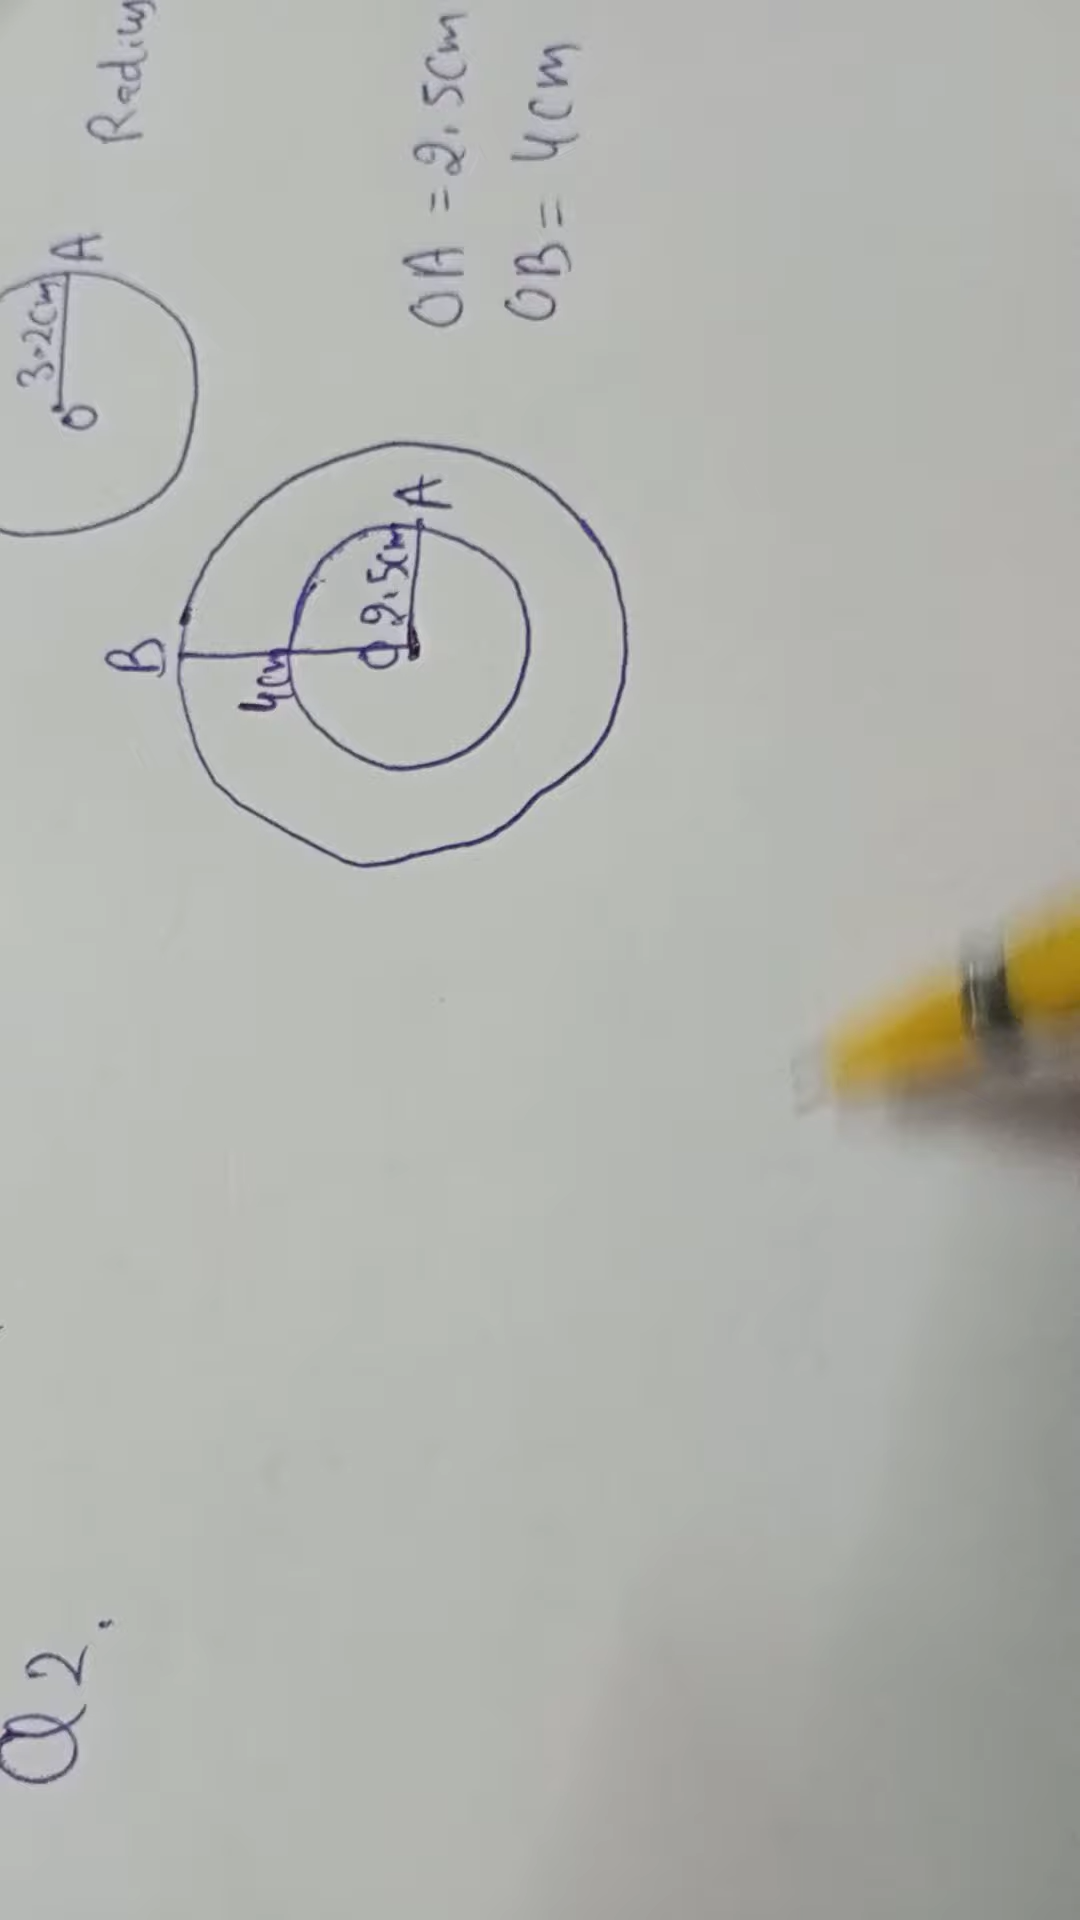 3.2cm
O
A
Radius
Q2.
B
4cm
O
2.5cm
A
OA = 2.5cm
OB = 4cm